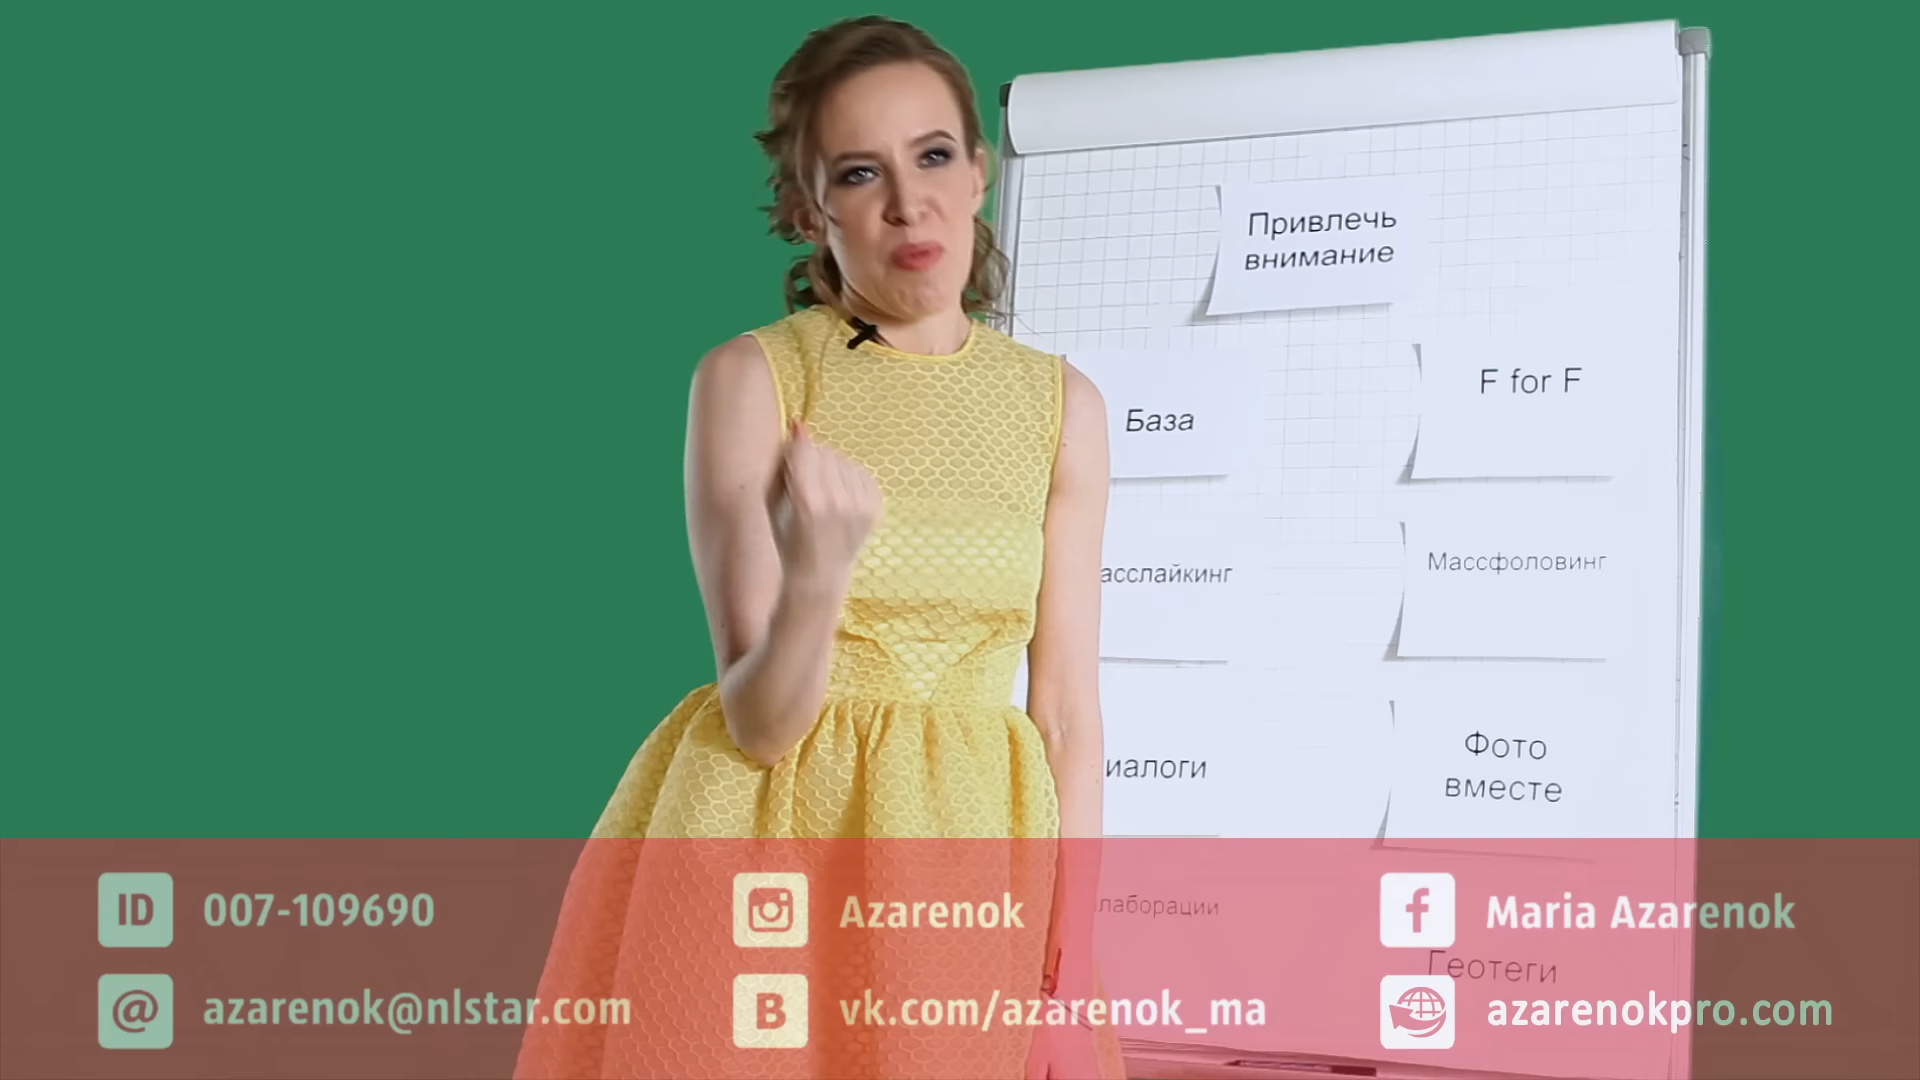 Привлечь
внимание
База
F for F
асслайкинг
Массфоловинг
иалоги
Фото
вместе
лаборации
Геотеги
ID 007-109690
Azarenok
Maria Azarenok
@ azarenok@nlstar.com
B vk.com/azarenok_ma
azarenokpro.com